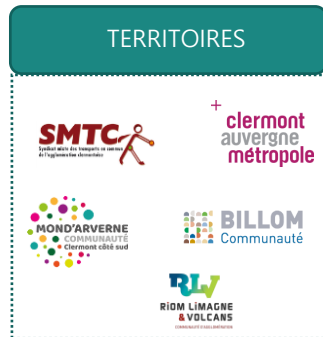 TERRITOIRES
SMTC
Syndicat mixte des transports en commun
de l'agglomération clermontoise
clermont
auvergne
métropole
MOND'ARVERNE
COMMUNAUTÉ
Clermont côté sud
BILLOM
Communauté
RLV
RIOM LIMAGNE
& VOLCANS
COMMUNAUTÉ D'AGGLOMÉRATION